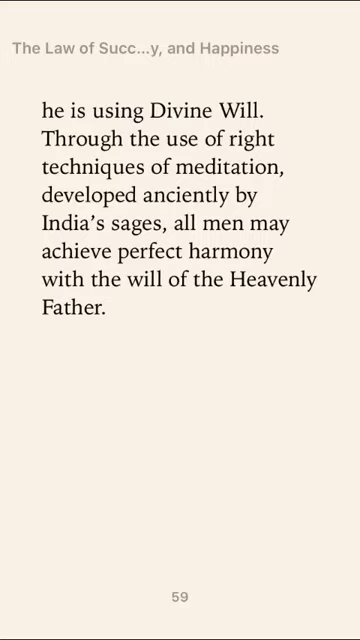 The Law of Succ...y, and Happiness
he is using Divine Will.
Through the use of right
techniques of meditation,
developed anciently by
India’s sages, all men may
achieve perfect harmony
with the will of the Heavenly
Father.
59